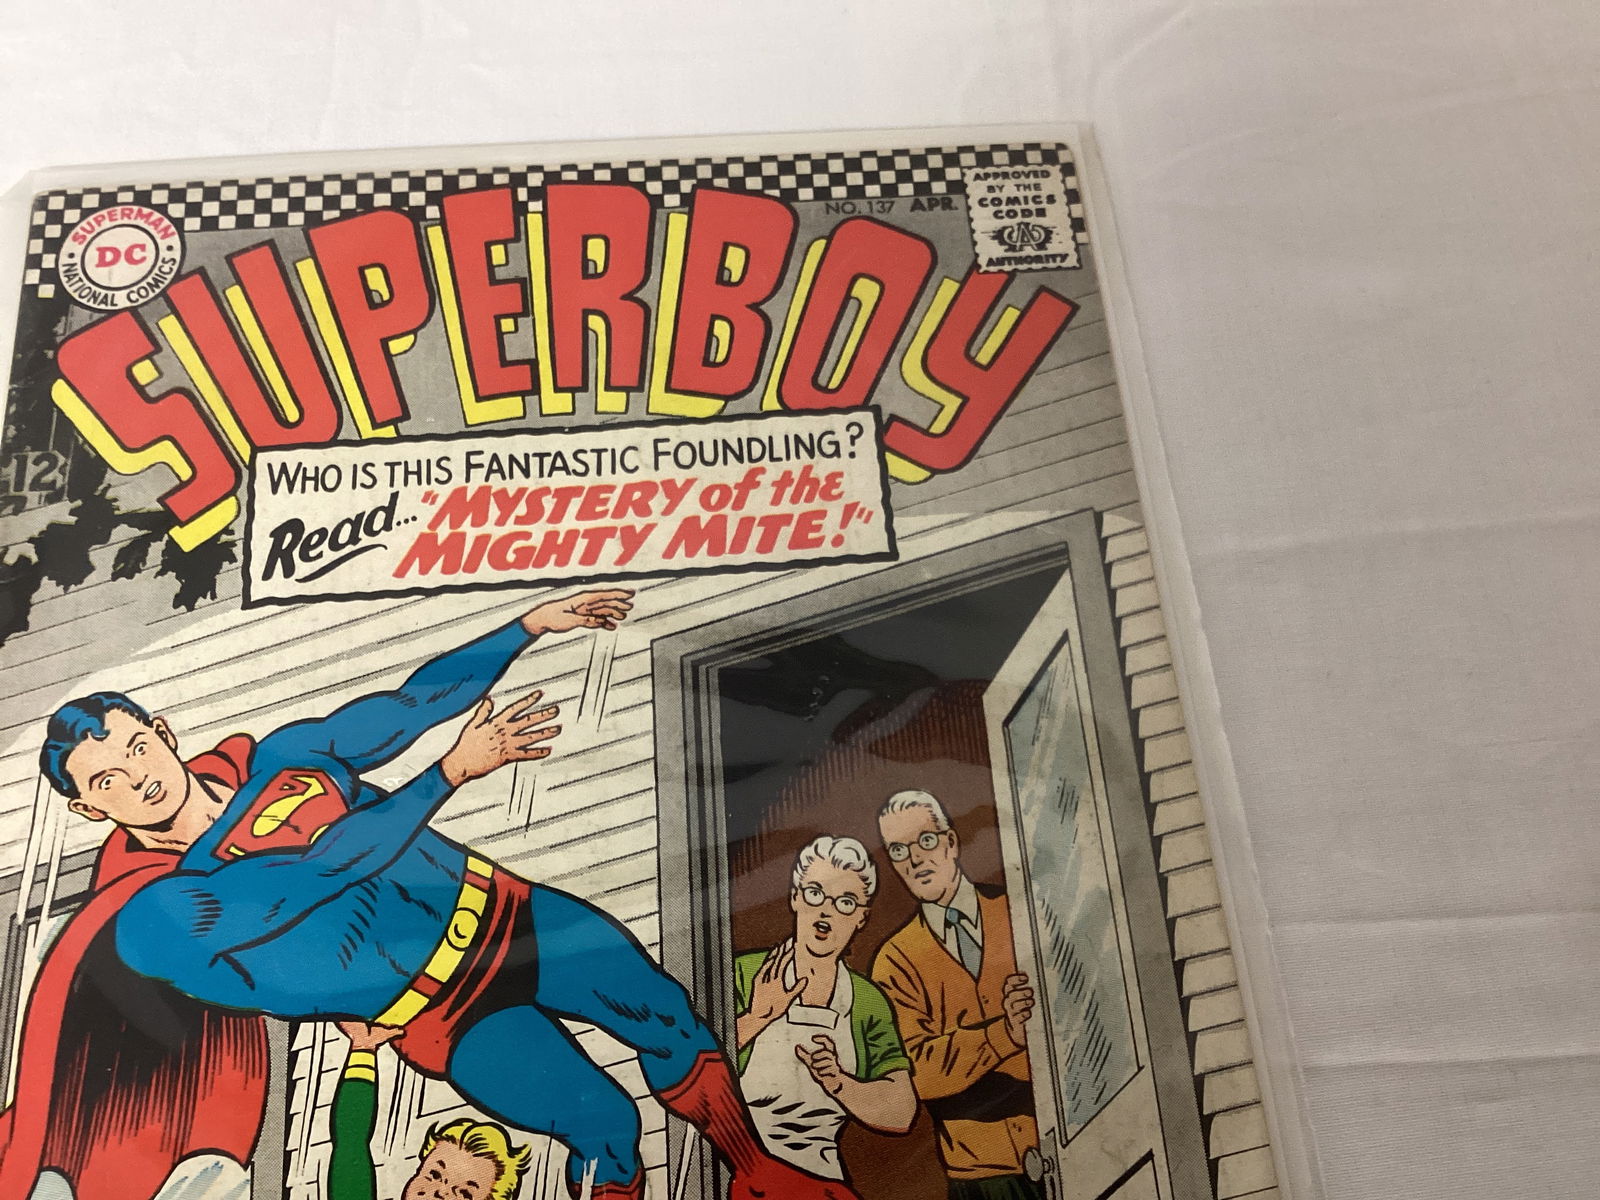 SUPERMAN
DC
NATIONAL COMICS
SUPERBOY
NO. 137 APR.
APPROVED
BY THE
COMICS
CODE
CA
AUTHORITY
12
WHO IS THIS FANTASTIC FOUNDLING?
Read... "MYSTERY of the
MIGHTY MITE!"